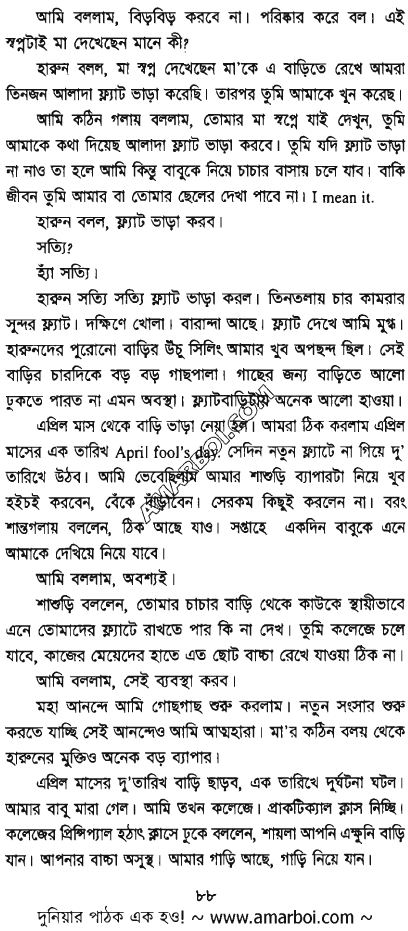 আমি বললাম, বিড়বিড় করবে না। পরিষ্কার করে বল। এই
স্বপ্নটাই মা দেখেছেন মানে কী?
হারুন বলল, মা স্বপ্ন দেখেছেন মা'কে এ বাড়িতে রেখে আমরা
তিনজন আলাদা ফ্ল্যাট ভাড়া করেছি। তারপর তুমি আমাকে খুন করেছ।
আমি কঠিন গলায় বললাম, তোমার মা স্বপ্নে যাই দেখুন, তুমি
আমাকে কথা দিয়েছ আলাদা ফ্ল্যাট ভাড়া করবে। তুমি যদি ফ্ল্যাট ভাড়া
না নাও তা হলে আমি কিন্তু বাবুকে নিয়ে চাচার বাসায় চলে যাব। বাকি
জীবন তুমি আমার বা তোমার ছেলের দেখা পাবে না। I mean it.
হারুন বলল, ফ্ল্যাট ভাড়া করব।
সত্যি?
হ্যাঁ সত্যি।
হারুন সত্যি সত্যি ফ্ল্যাট ভাড়া করল। তিনতলায় চার কামরার
সুন্দর ফ্ল্যাট। দক্ষিণে খোলা। বারান্দা আছে। ফ্ল্যাট দেখে আমি মুগ্ধ।
হারুনদের পুরোনো বাড়ির উঁচু সিলিং আমার খুব অপছন্দ ছিল। সেই
বাড়ির চারদিকে বড় বড় গাছপালা। গাছের জন্য বাড়িতে আলো
ঢুকতে পারত না এমন অবস্থা। ফ্ল্যাটবাড়িটায় অনেক আলো হাওয়া।
এপ্রিল মাস থেকে বাড়ি ভাড়া নেয়া হল। আমরা ঠিক করলাম এপ্রিল
মাসের এক তারিখ April fool's day. সেদিন নতুন ফ্ল্যাটে না গিয়ে দু'
তারিখে উঠব। আমি ভেবেছিলাম আমার শাশুড়ি ব্যাপারটা নিয়ে খুব
হইচই করবেন, বেঁকে দাঁড়াবেন। সেরকম কিছুই করলেন না। বরং
শান্তগলায় বললেন, ঠিক আছে যাও। সপ্তাহে একদিন বাবুকে এনে
আমাকে দেখিয়ে নিয়ে যাবে।
আমি বললাম, অবশ্যই।
শাশুড়ি বললেন, তোমার চাচার বাড়ি থেকে কাউকে স্থায়ীভাবে
এনে তোমাদের ফ্ল্যাটে রাখতে পার কি না দেখ। তুমি কলেজে চলে
যাবে, কাজের মেয়েদের হাতে এত ছোট বাচ্চা রেখে যাওয়া ঠিক না।
আমি বললাম, সেই ব্যবস্থা করব।
মহা আনন্দে আমি গোছগাছ শুরু করলাম। নতুন সংসার শুরু
করতে যাচ্ছি সেই আনন্দেও আমি আত্মহারা। মা'র কঠিন বলয় থেকে
হারুনের মুক্তিও অনেক বড় ব্যাপার।
এপ্রিল মাসের দু'তারিখ বাড়ি ছাড়ব, এক তারিখে দুর্ঘটনা ঘটল।
আমার বাবু মারা গেল। আমি তখন কলেজে। প্রাকটিক্যাল ক্লাস নিচ্ছি।
কলেজের প্রিন্সিপ্যাল হঠাৎ ক্লাসে ঢুকে বললেন, শায়লা আপনি এক্ষুনি বাড়ি
যান। আপনার বাচ্চা অসুস্থ। আমার গাড়ি আছে, গাড়ি নিয়ে যান।
AMARBOI.COM
৮৮
দুনিয়ার পাঠক এক হও! ~ www.amarboi.com ~